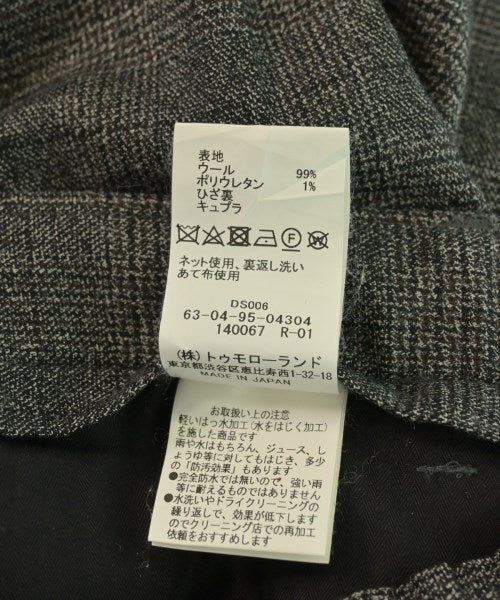 表地
ウール 99%
ポリウレタン 1%
ひざ裏
キュプラ
F
W
ネット使用、裏返し洗い
あて布使用
DS006
63-04-95-04304
140067 R-01
(株)トゥモローランド
東京都渋谷区恵比寿西1-32-18
MADE IN JAPAN
お取扱い上の注意
軽いはっ水加工(水をはじく加工)
を施した商品です
雨や水はもちろん、ジュース、し
ょうゆ等に対してもはじき、多少
の「防汚効果」もあります
●完全防水では無いので、強い雨
等に耐えるものではありません
●水洗いやドライクリーニングの
繰り返しで、効果が低下します
のでクリーニング店での再加工
依頼をおすすめします